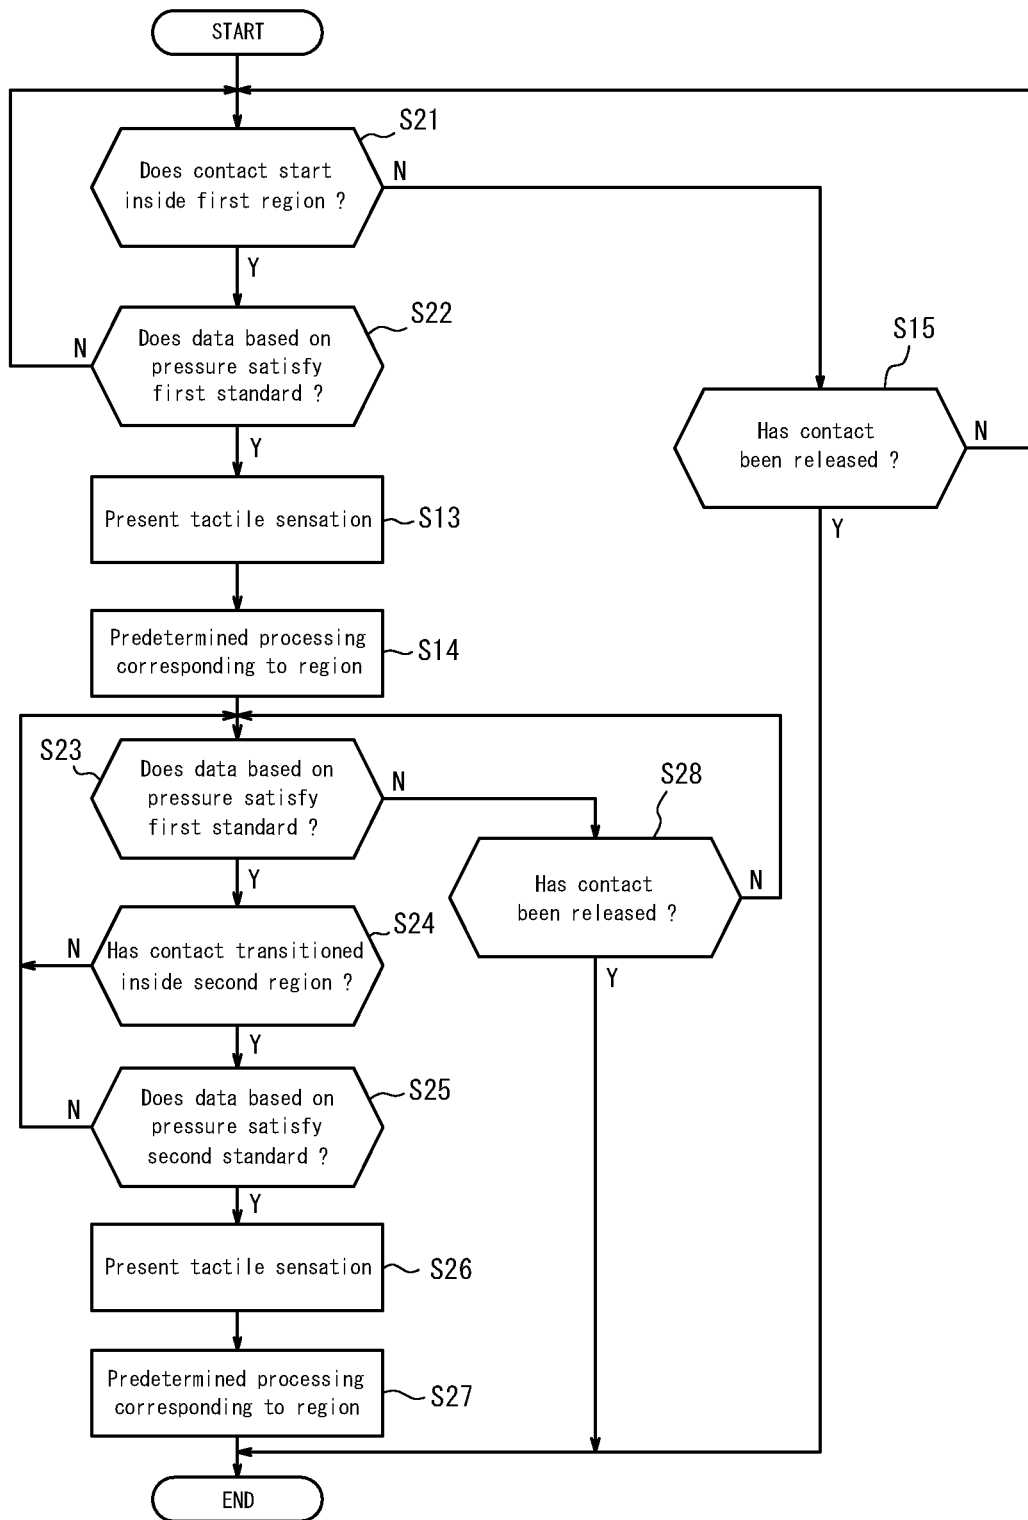 START
S21
Does contact start
inside first region ?
N
Y
S22
Does data based on
pressure satisfy
first standard ?
N
Y
S15
Has contact
been released ?
N
Y
Present tactile sensation
S13
Predetermined processing
corresponding to region
S14
S23
Does data based on
pressure satisfy
first standard ?
N
Y
S28
Has contact
been released ?
N
Y
S24
Has contact transitioned
inside second region ?
N
Y
S25
Does data based on
pressure satisfy
second standard ?
N
Y
Present tactile sensation
S26
Predetermined processing
corresponding to region
S27
END